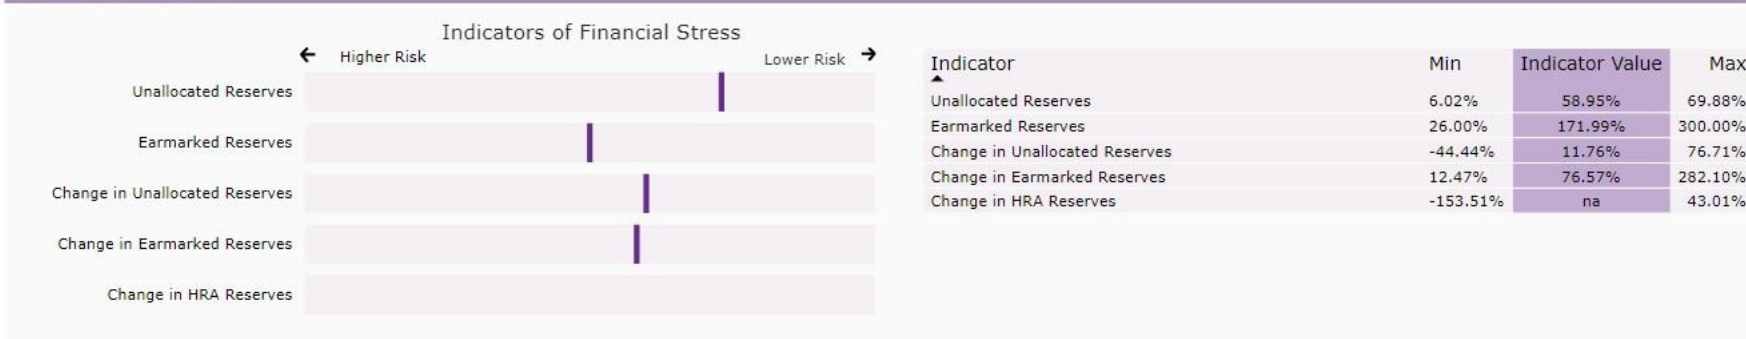 Indicators of Financial Stress
← Higher Risk Lower Risk →
Unallocated Reserves
Earmarked Reserves
Change in Unallocated Reserves
Change in Earmarked Reserves
Change in HRA Reserves
Indicator Min Indicator Value Max
Unallocated Reserves 6.02% 58.95% 69.88%
Earmarked Reserves 26.00% 171.99% 300.00%
Change in Unallocated Reserves -44.44% 11.76% 76.71%
Change in Earmarked Reserves 12.47% 76.57% 282.10%
Change in HRA Reserves -153.51% na 43.01%